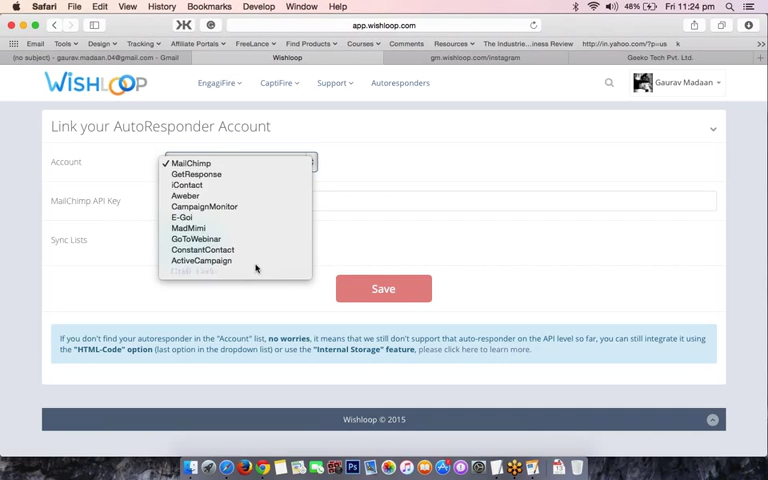 Safari File Edit View History Bookmarks Develop Window Help
48% Fri 11:24 pm
app.wishloop.com
Email Tools Design Tracking Affiliate Portals FreeLance Find Products Courses Comments Resources The Industrie...iness Review http://in.yahoo.com/?p=us k
(no subject) - gaurav.madaan.04@gmail.com - Gmail Wishloop gm.wishloop.com/instagram Geeko Tech Pvt. Ltd.
WiSHLOOP EngagiFire CaptiFire Support Autoresponders Gaurav Madaan
Link your AutoResponder Account
Account
MailChimp
GetResponse
iContact
Aweber
CampaignMonitor
E-Goi
MadMimi
GoToWebinar
ConstantContact
ActiveCampaign
MailChimp API Key
Sync Lists
Save
If you don't find your autoresponder in the "Account" list, no worries, it means that we still don't support that auto-responder on the API level so far, you can still integrate it using
the "HTML-Code" option (last option in the dropdown list) or use the "Internal Storage" feature, please click here to learn more.
Wishloop © 2015